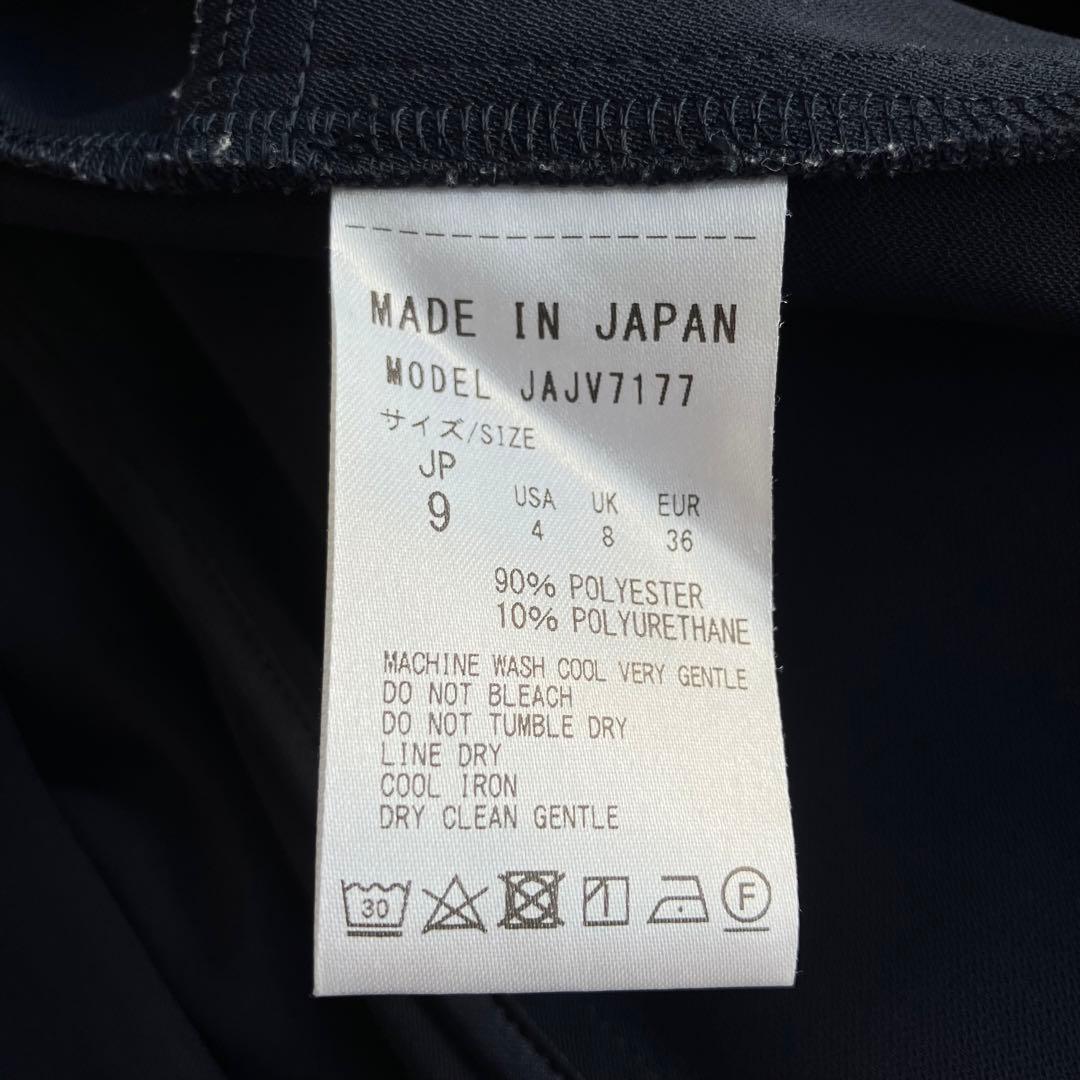 MADE IN JAPAN
MODEL JAJV7177
サイズ/SIZE
JP USA UK EUR
9 4 8 36
90% POLYESTER
10% POLYURETHANE
MACHINE WASH COOL VERY GENTLE
DO NOT BLEACH
DO NOT TUMBLE DRY
LINE DRY
COOL IRON
DRY CLEAN GENTLE
30 F